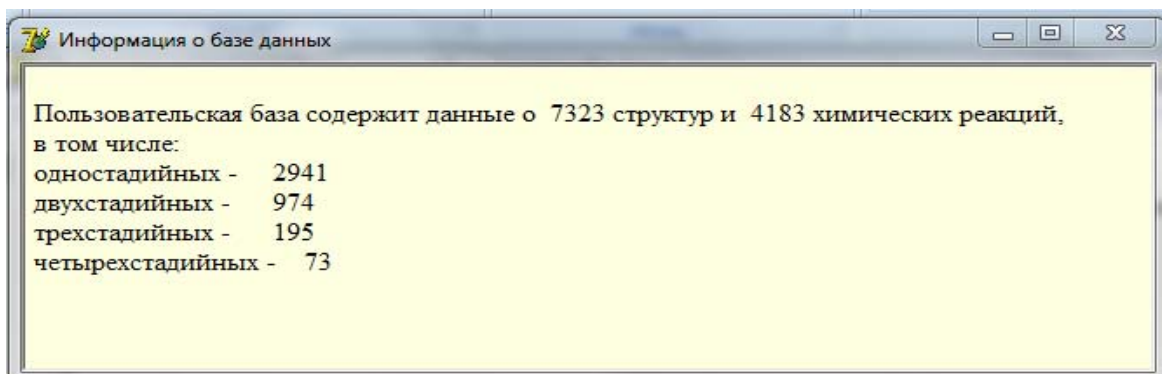 Информация о базе данных
Пользовательская база содержит данные о 7323 структур и 4183 химических реакций,
в том числе:
одностадийных - 2941
двухстадийных - 974
трехстадийных - 195
четырехстадийных - 73